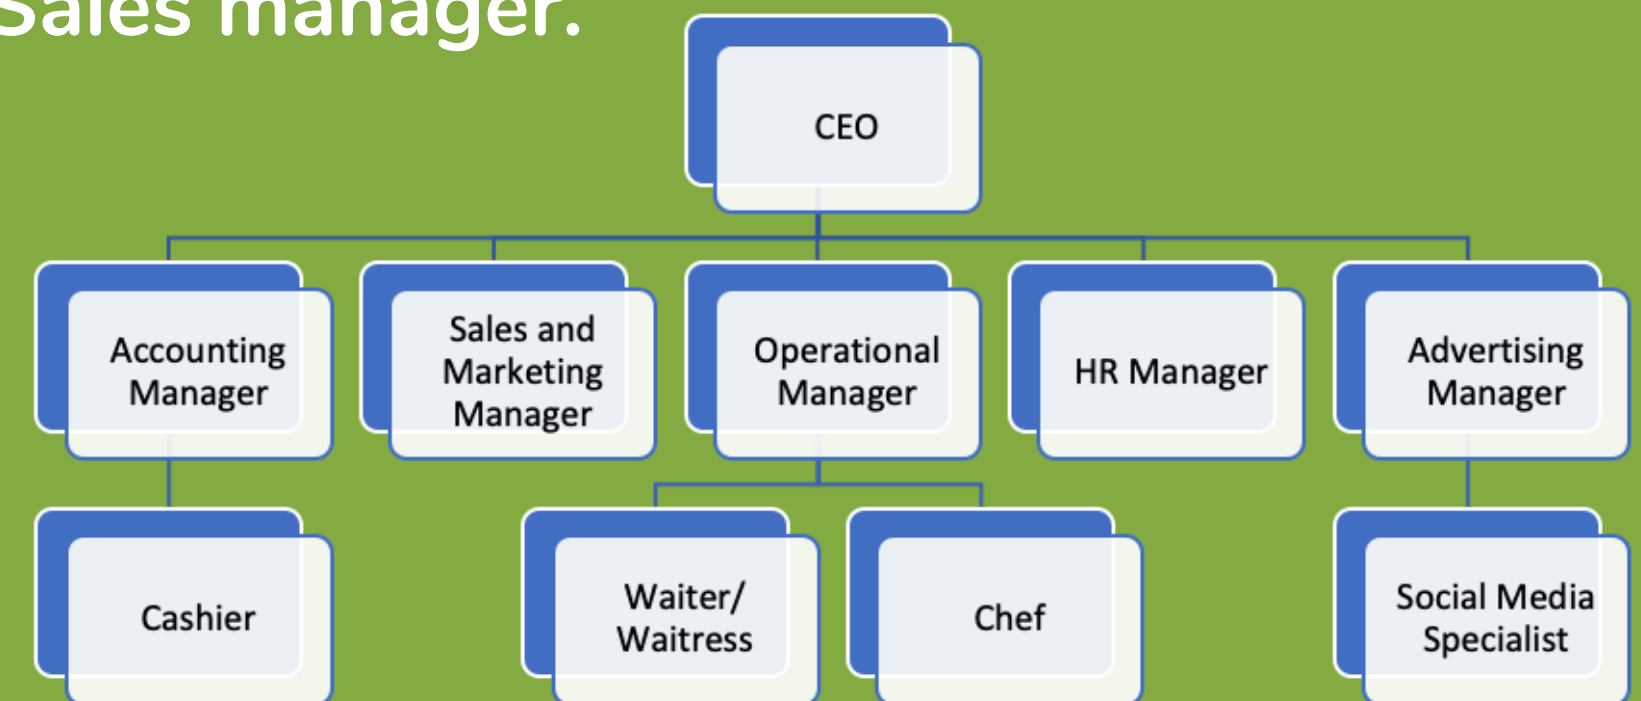 Sales manager.
CEO
Accounting
Manager
Sales and
Marketing
Manager
Operational
Manager
HR Manager
Advertising
Manager
Cashier
Waiter/
Waitress
Chef
Social Media
Specialist